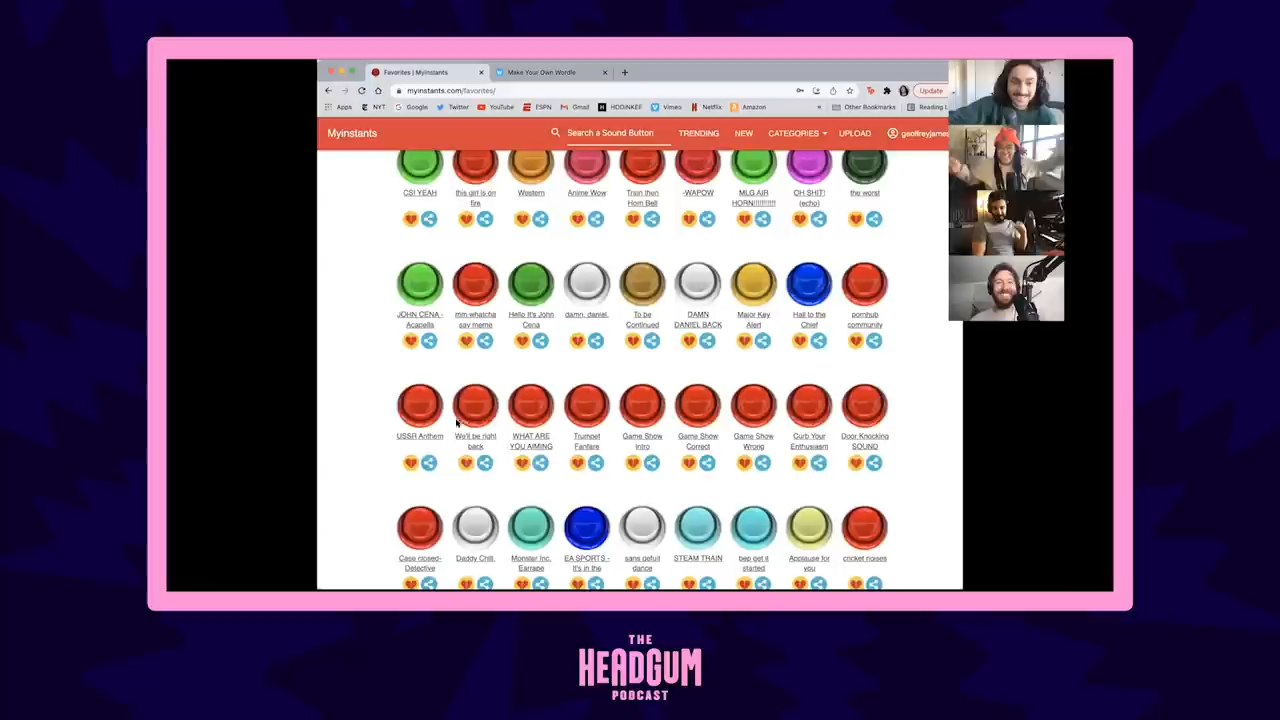 Favorites | Myinstants
Make Your Own Wordle
myinstants.com/favorites/
Update
Apps NYT Google Twitter YouTube ESPN Gmail HODINKEE Vimeo Netflix Amazon » Other Bookmarks Reading L
Myinstants
Search a Sound Button
TRENDING NEW CATEGORIES UPLOAD geoffreyjames
CSI YEAH
this girl is on
fire
Western
Anime Wow
Train then
Horn Bell
-WAPOW
MLG AIR
HORN!!!!!!!!!!
OH SHIT!
(echo)
the worst
JOHN CENA -
Acapella
mm whatcha
say meme
Hello It's John
Cena
damn, daniel.
To be
Continued
DAMN
DANIEL BACK
Major Key
Alert
Hail to the
Chief
pornhub
community
USSR Anthem
We'll be right
back
WHAT ARE
YOU AIMING
Trumpet
Fanfare
Game Show
Intro
Game Show
Correct
Game Show
Wrong
Curb Your
Enthusiasm
Door Knocking
SOUND
Case closed-
Detective
Daddy Chill.
Monster Inc.
Earrape
EA SPORTS -
It's in the
sans defult
dance
STEAM TRAIN
bep get it
started
Applause for
you
cricket noises
THE
HEADGUM
PODCAST